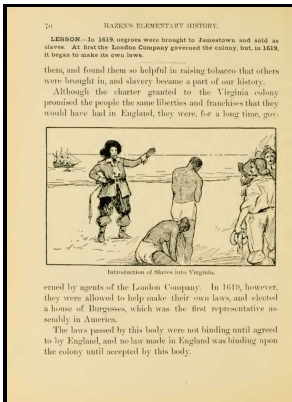 70 HAZEN'S ELEMENTARY HISTORY.
LESSON.—In 1619, negroes were brought to Jamestown and sold as
slaves. At first the London Company governed the colony, but, in 1619,
it began to make its own laws.
them, and found them so helpful in raising tobacco that others
were brought in, and slavery became a part of our history.
Although the charter granted to the Virginia colony
promised the people the same liberties and franchises that they
would have had in England, they were, for a long time, gov-
Introduction of Slaves into Virginia.
erned by agents of the London Company. In 1619, however,
they were allowed to help make their own laws, and elected
a house of Burgesses, which was the first representative as-
sembly in America.
The laws passed by this body were not binding until agreed
to by England, and no law made in England was binding upon
the colony until accepted by this body.